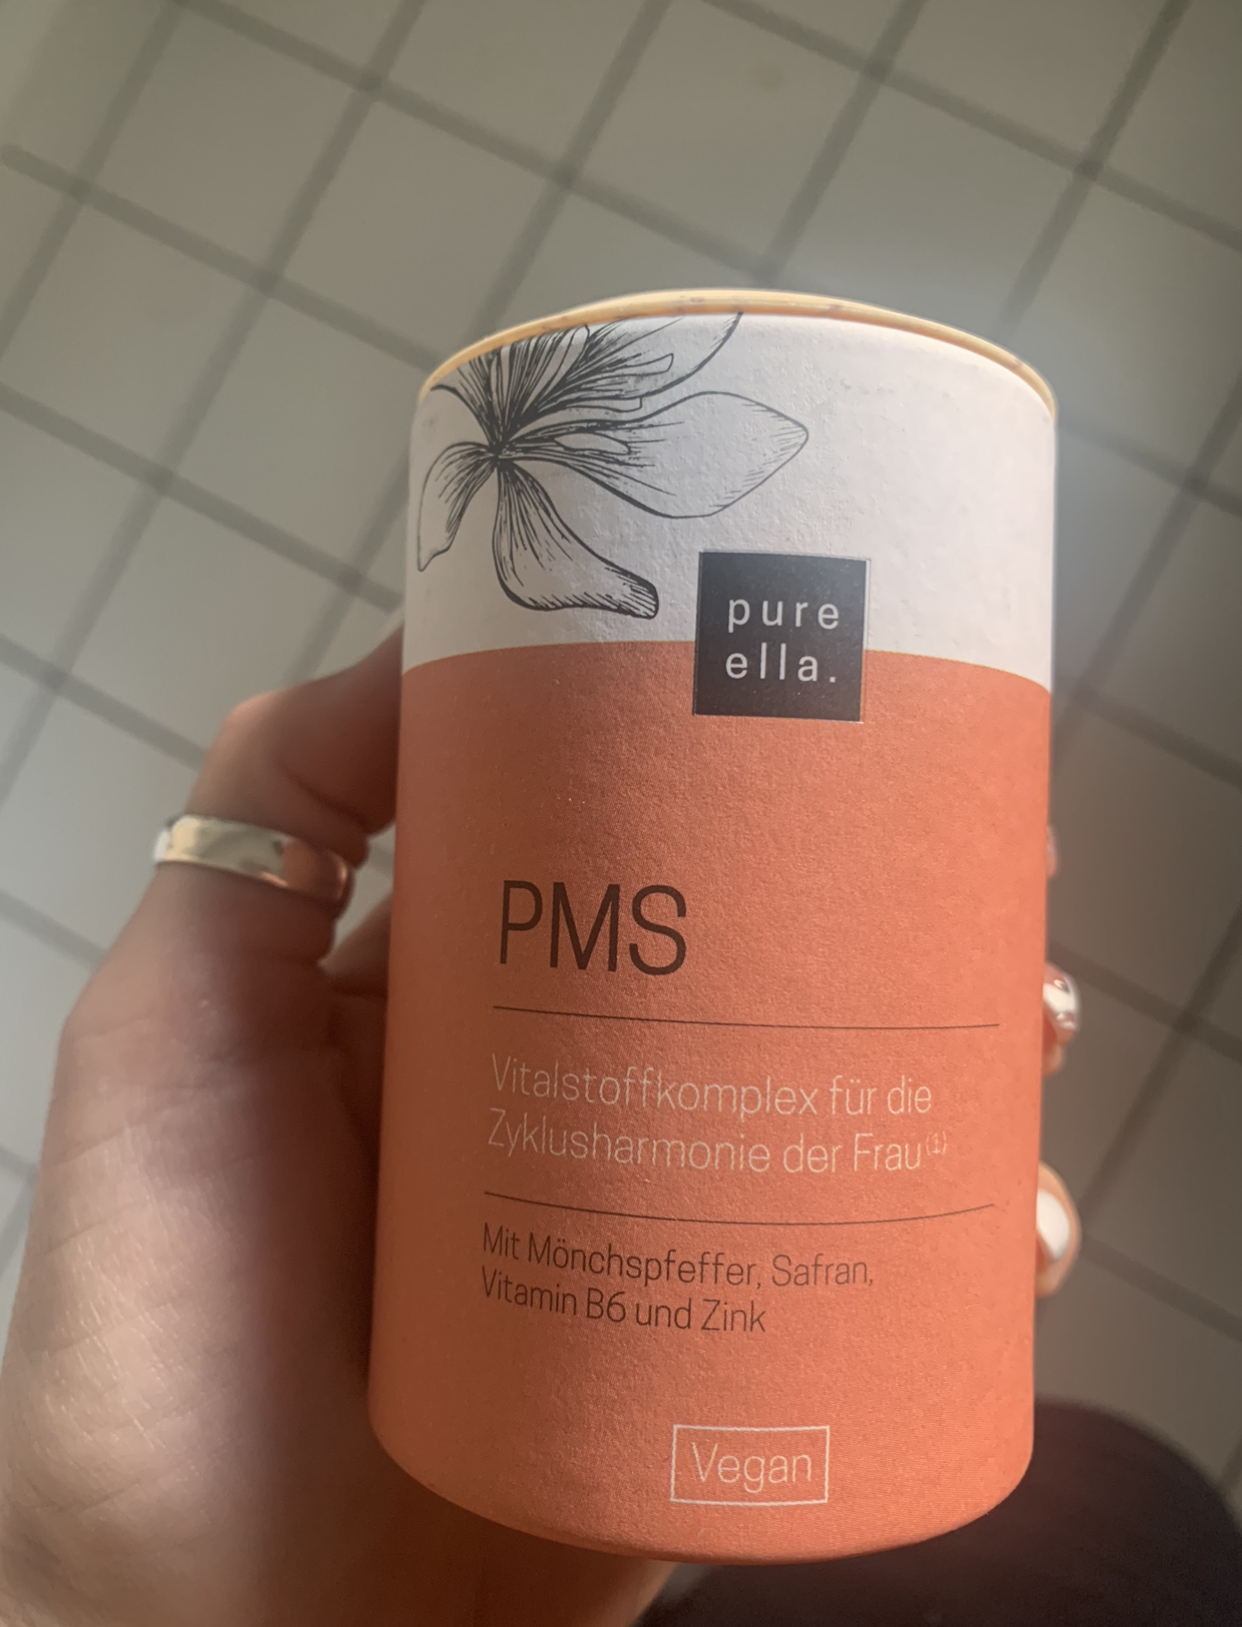 pure
ella.
PMS
Vitalstoffkomplex für die
Zyklusharmonie der Frau(1)
Mit Mönchspfeffer, Safran,
Vitamin B6 und Zink
Vegan